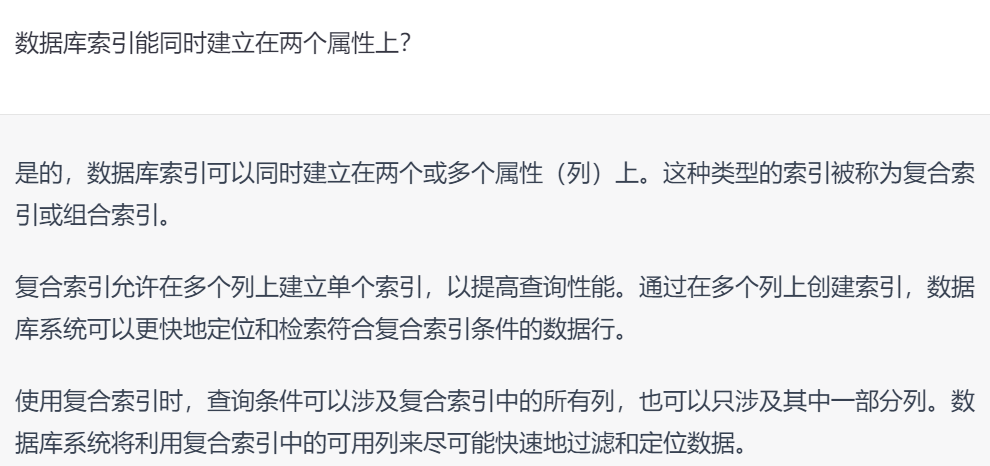 数据库索引能同时建立在两个属性上？
是的，数据库索引可以同时建立在两个或多个属性（列）上。这种类型的索引被称为复合索
引或组合索引。
复合索引允许在多个列上建立单个索引，以提高查询性能。通过在多个列上创建索引，数据
库系统可以更快地定位和检索符合复合索引条件的数据行。
使用复合索引时，查询条件可以涉及复合索引中的所有列，也可以只涉及其中一部分列。数
据库系统将利用复合索引中的可用列来尽可能快速地过滤和定位数据。